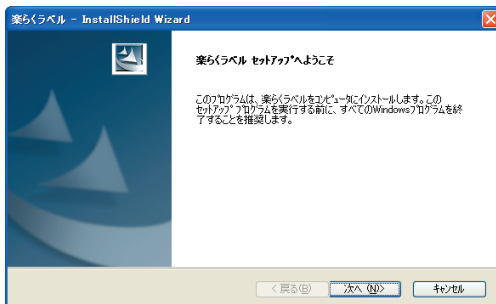 楽らくラベル - InstallShield Wizard
楽らくラベル ｾｯﾄｱｯﾌﾟへようこそ
このﾌﾟﾛｸﾞﾗﾑは、楽らくラベルをｺﾝﾋﾟｭｰﾀにインストールします。この
ｾｯﾄｱｯﾌﾟ ﾌﾟﾛｸﾞﾗﾑを実行する前に、すべてのWindowsﾌﾟﾛｸﾞﾗﾑを終
了することを推奨します。
< 戻る(B)
次へ (N)>
ｷｬﾝｾﾙ